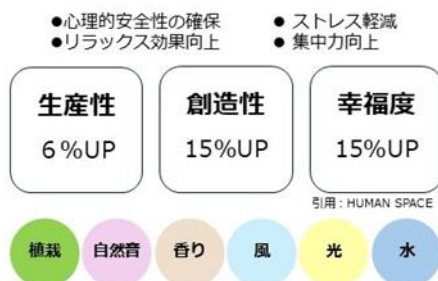 ●心理的安全性の確保 ● ストレス軽減
●リラックス効果向上 ● 集中力向上
生産性 創造性 幸福度
6%UP 15%UP 15%UP
引用：HUMAN SPACE
植栽 自然音 香り 風 光 水